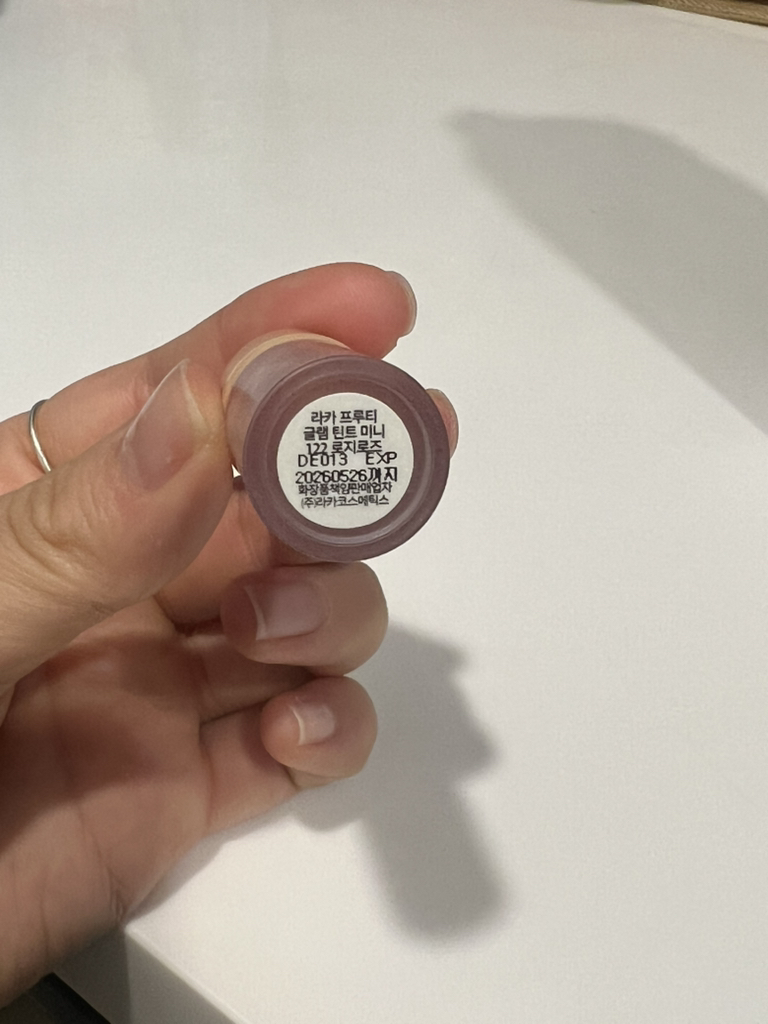 라카 프루티
글램 틴트 미니
122 로지로즈
DE013 EXP
20260526까지
화장품책임판매업자
(주)라카코스메틱스